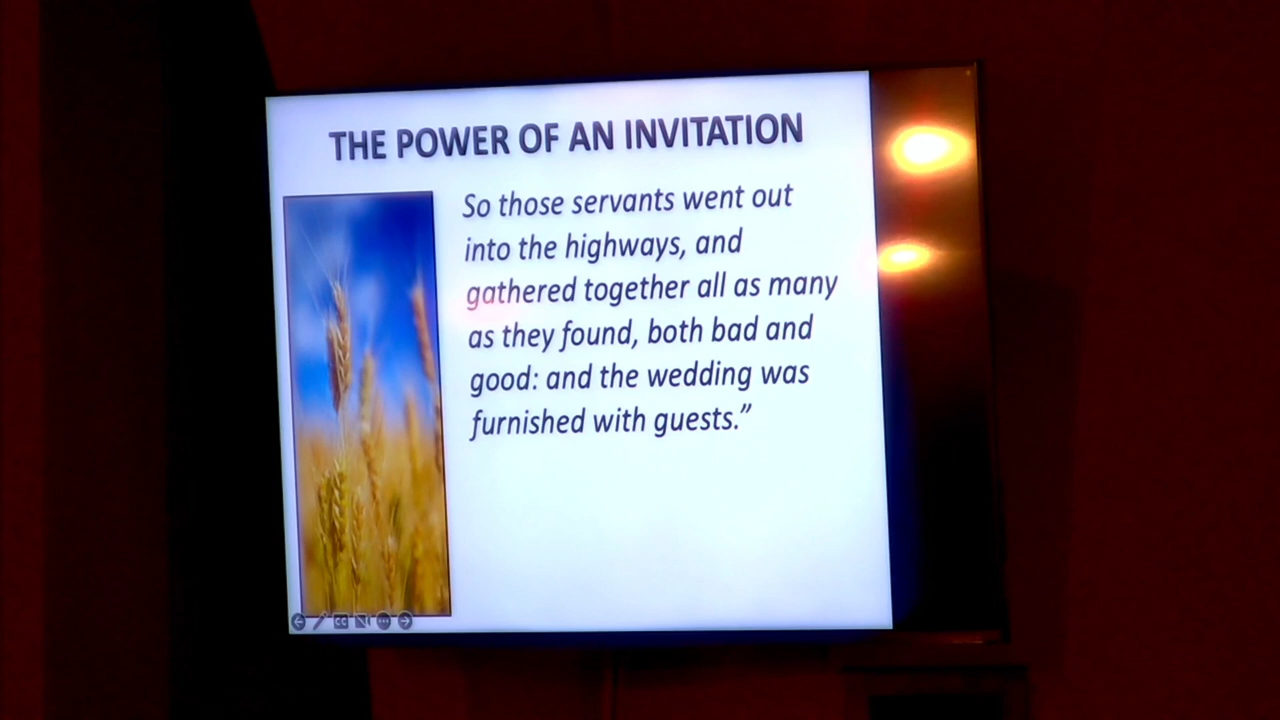 THE POWER OF AN INVITATION
So those servants went out
into the highways, and
gathered together all as many
as they found, both bad and
good: and the wedding was
furnished with guests.”
CC